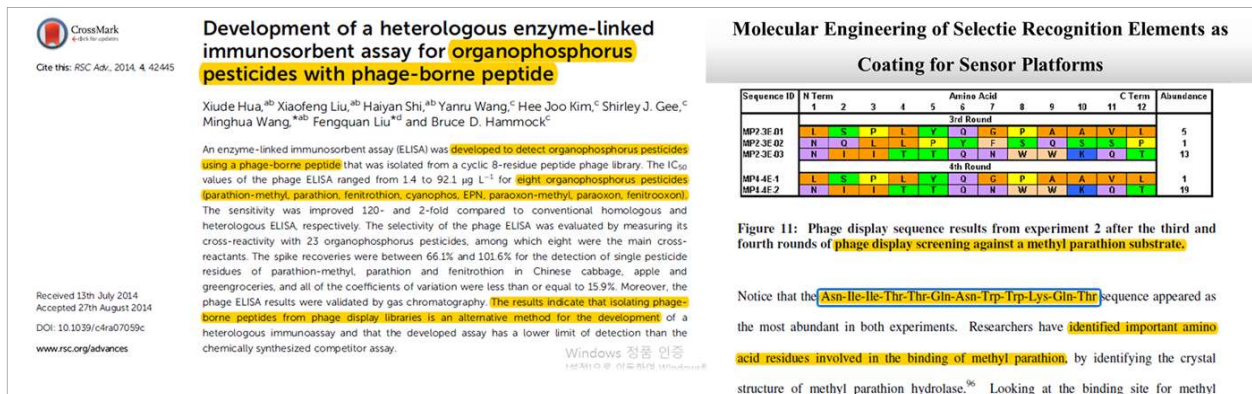 CrossMark
click for updates
Cite this: RSC Adv., 2014, 4, 42445
Received 13th July 2014
Accepted 27th August 2014
DOI: 10.1039/c4ra07059c
www.rsc.org/advances
Development of a heterologous enzyme-linked
immunosorbent assay for organophosphorus
pesticides with phage-borne peptide
Xiude Hua,ab Xiaofeng Liu,ab Haiyan Shi,ab Yanru Wang,c Hee Joo Kim,c Shirley J. Gee,c
Minghua Wang,*ab Fengquan Liu*d and Bruce D. Hammockc
An enzyme-linked immunosorbent assay (ELISA) was developed to detect organophosphorus pesticides
using a phage-borne peptide that was isolated from a cyclic 8-residue peptide phage library. The IC50
values of the phage ELISA ranged from 1.4 to 92.1 μg L−1 for eight organophosphorus pesticides
(parathion-methyl, parathion, fenitrothion, cyanophos, EPN, paraoxon-methyl, paraoxon, fenitrooxon).
The sensitivity was improved 120- and 2-fold compared to conventional homologous and
heterologous ELISA, respectively. The selectivity of the phage ELISA was evaluated by measuring its
cross-reactivity with 23 organophosphorus pesticides, among which eight were the main cross-
reactants. The spike recoveries were between 66.1% and 101.6% for the detection of single pesticide
residues of parathion-methyl, parathion and fenitrothion in Chinese cabbage, apple and
greengroceries, and all of the coefficients of variation were less than or equal to 15.9%. Moreover, the
phage ELISA results were validated by gas chromatography. The results indicate that isolating phage-
borne peptides from phage display libraries is an alternative method for the development of a
heterologous immunoassay and that the developed assay has a lower limit of detection than the
chemically synthesized competitor assay.
Windows 정품 인증
Molecular Engineering of Selectie Recognition Elements as
Coating for Sensor Platforms
Sequence ID N Term Amino Acid C Term Abundance
1 2 3 4 5 6 7 8 9 10 11 12
3rd Round
MP2-3E-01 L S P L Y Q G P A A V L 5
MP2-3E-02 N Q L L P Y F S Q S S P 1
MP2-3E-03 N I I T T Q N W W K Q T 13
4th Round
MP4-4E-1 L S P L Y Q G P A A V L 1
MP4-4E-2 N I I T T Q N W W K Q T 19
Figure 11: Phage display sequence results from experiment 2 after the third and
fourth rounds of phage display screening against a methyl parathion substrate.
Notice that the Asn-Ile-Ile-Thr-Thr-Gln-Asn-Trp-Trp-Lys-Gln-Thr sequence appeared as
the most abundant in both experiments. Researchers have identified important amino
acid residues involved in the binding of methyl parathion, by identifying the crystal
structure of methyl parathion hydrolase.96 Looking at the binding site for methyl